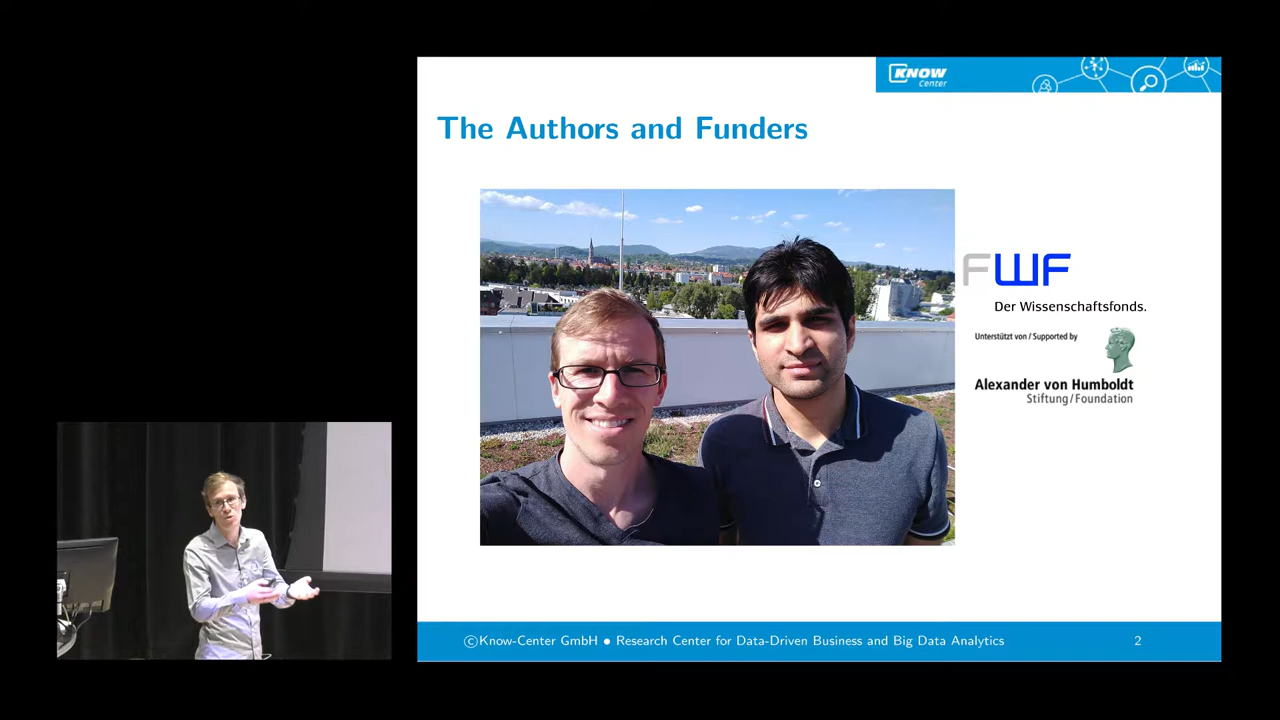 KNOW
Center
The Authors and Funders
FWF
Der Wissenschaftsfonds.
Unterstützt von / Supported by
Alexander von Humboldt
Stiftung / Foundation
©Know-Center GmbH • Research Center for Data-Driven Business and Big Data Analytics 2